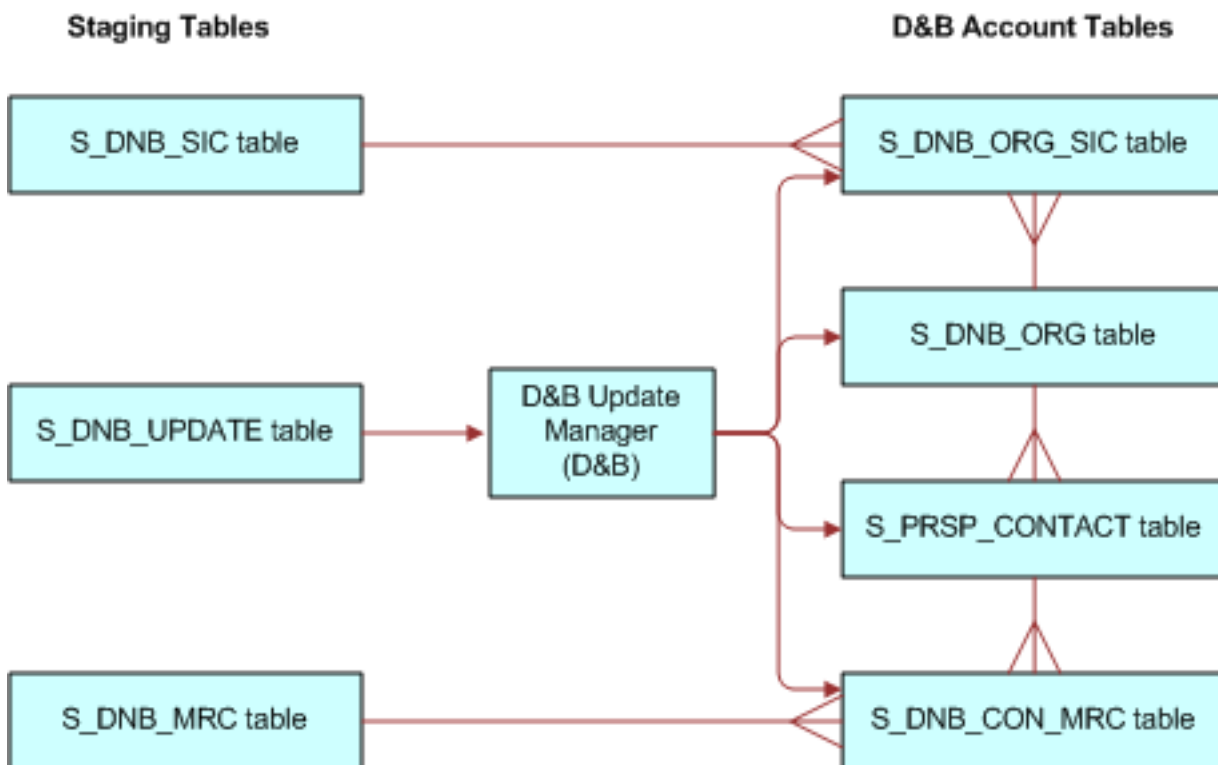 Staging Tables
D&B Account Tables
S_DNB_SIC table
S_DNB_ORG_SIC table
S_DNB_ORG table
S_DNB_UPDATE table
D&B Update
Manager
(D&B)
S_PRSP_CONTACT table
S_DNB_MRC table
S_DNB_CON_MRC table